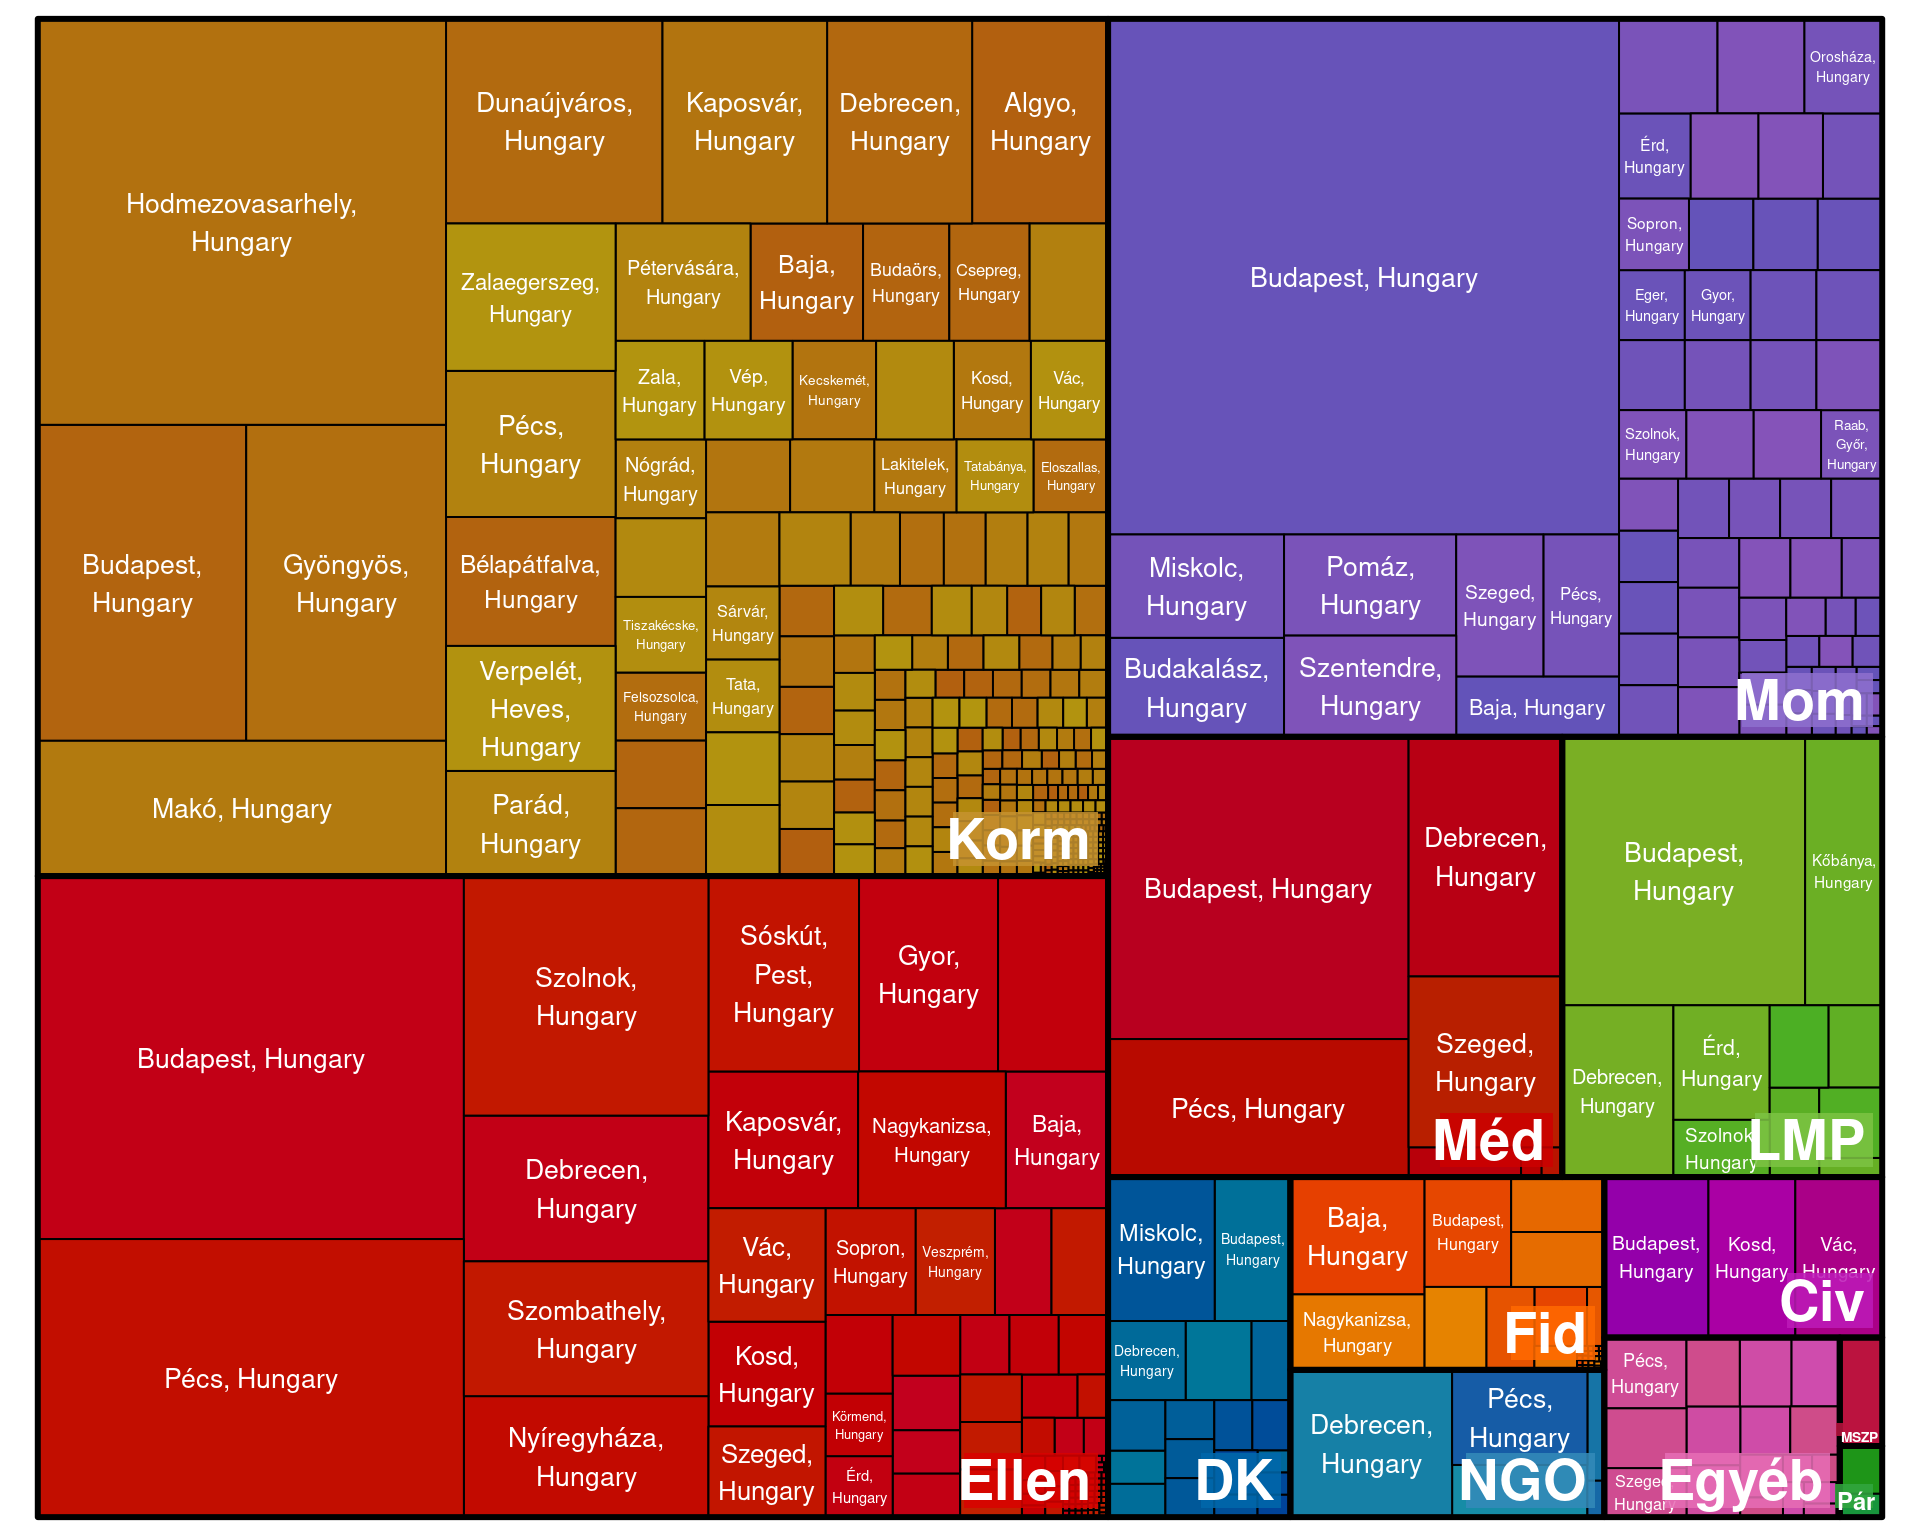 Hodmezovasarhely,
Hungary
Budapest,
Hungary
Gyöngyös,
Hungary
Makó, Hungary
Dunaújváros,
Hungary
Kaposvár,
Hungary
Debrecen,
Hungary
Algyo,
Hungary
Zalaegerszeg,
Hungary
Pécs,
Hungary
Bélapátfalva,
Hungary
Verpelét,
Heves,
Hungary
Parád,
Hungary
Pétervására,
Hungary
Baja,
Hungary
Budaörs,
Hungary
Csepreg,
Hungary
Zala,
Hungary
Vép,
Hungary
Kecskemét,
Hungary
Kosd,
Hungary
Vác,
Hungary
Nógrád,
Hungary
Lakitelek,
Hungary
Tatabánya,
Hungary
Eloszallas,
Hungary
Tiszakécske,
Hungary
Sárvár,
Hungary
Felsozsolca,
Hungary
Tata,
Hungary
Korm
Budapest, Hungary
Orosháza,
Hungary
Érd,
Hungary
Sopron,
Hungary
Eger,
Hungary
Gyor,
Hungary
Szolnok,
Hungary
Raab,
Győr,
Hungary
Miskolc,
Hungary
Pomáz,
Hungary
Szeged,
Hungary
Pécs,
Hungary
Budakalász,
Hungary
Szentendre,
Hungary
Baja, Hungary
Mom
Budapest, Hungary
Pécs, Hungary
Szolnok,
Hungary
Debrecen,
Hungary
Szombathely,
Hungary
Nyíregyháza,
Hungary
Sóskút,
Pest,
Hungary
Gyor,
Hungary
Kaposvár,
Hungary
Nagykanizsa,
Hungary
Baja,
Hungary
Vác,
Hungary
Sopron,
Hungary
Veszprém,
Hungary
Kosd,
Hungary
Szeged,
Hungary
Körmend,
Hungary
Érd,
Hungary
Ellen
Budapest, Hungary
Pécs, Hungary
Debrecen,
Hungary
Szeged,
Hungary
Méd
Budapest,
Hungary
Kőbánya,
Hungary
Debrecen,
Hungary
Érd,
Hungary
Szolnok,
Hungary
LMP
Miskolc,
Hungary
Budapest,
Hungary
Debrecen,
Hungary
DK
Baja,
Hungary
Budapest,
Hungary
Nagykanizsa,
Hungary
Fid
Debrecen,
Hungary
Pécs,
Hungary
NGO
Budapest,
Hungary
Kosd,
Hungary
Vác,
Hungary
Civ
Pécs,
Hungary
Szeged,
Hungary
Egyéb
MSZP
Pár